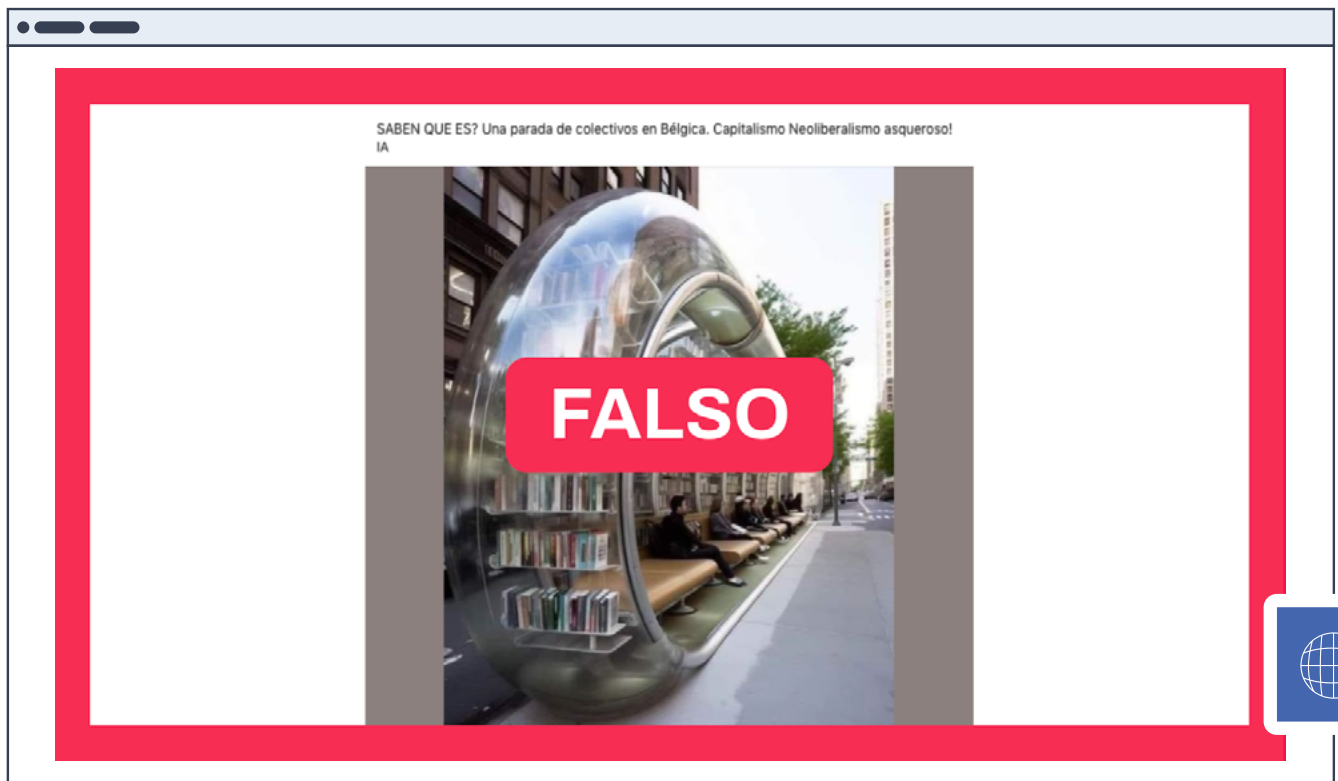 SABEN QUE ES? Una parada de colectivos en Bélgica. Capitalismo Neoliberalismo asqueroso!
IA
FALSO